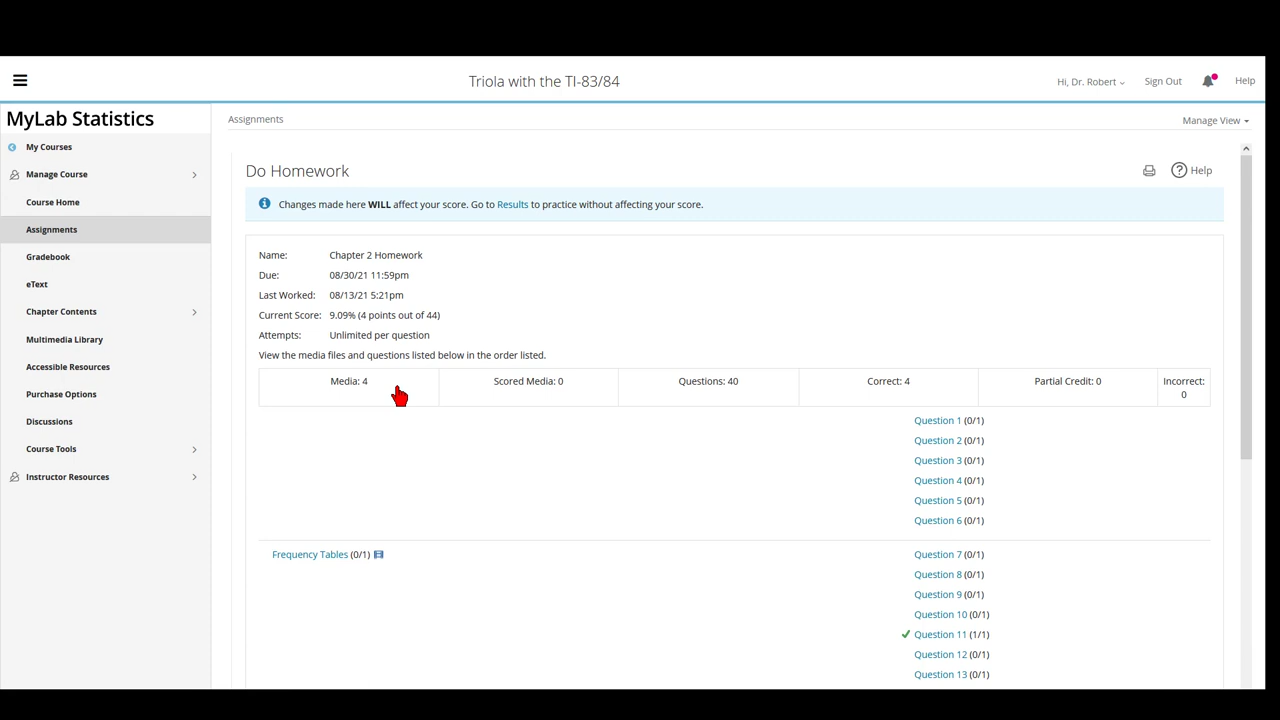 Triola with the TI-83/84
Hi, Dr. Robert
Sign Out
Help
MyLab Statistics
My Courses
Manage Course
Course Home
Assignments
Gradebook
eText
Chapter Contents
Multimedia Library
Accessible Resources
Purchase Options
Discussions
Course Tools
Instructor Resources
Assignments
Manage View
Do Homework
Help
Changes made here WILL affect your score. Go to Results to practice without affecting your score.
Name: Chapter 2 Homework
Due: 08/30/21 11:59pm
Last Worked: 08/13/21 5:21pm
Current Score: 9.09% (4 points out of 44)
Attempts: Unlimited per question
View the media files and questions listed below in the order listed.
Media: 4 Scored Media: 0 Questions: 40 Correct: 4 Partial Credit: 0 Incorrect:
0
Question 1 (0/1)
Question 2 (0/1)
Question 3 (0/1)
Question 4 (0/1)
Question 5 (0/1)
Question 6 (0/1)
Frequency Tables (0/1) Question 7 (0/1)
Question 8 (0/1)
Question 9 (0/1)
Question 10 (0/1)
Question 11 (1/1)
Question 12 (0/1)
Question 13 (0/1)